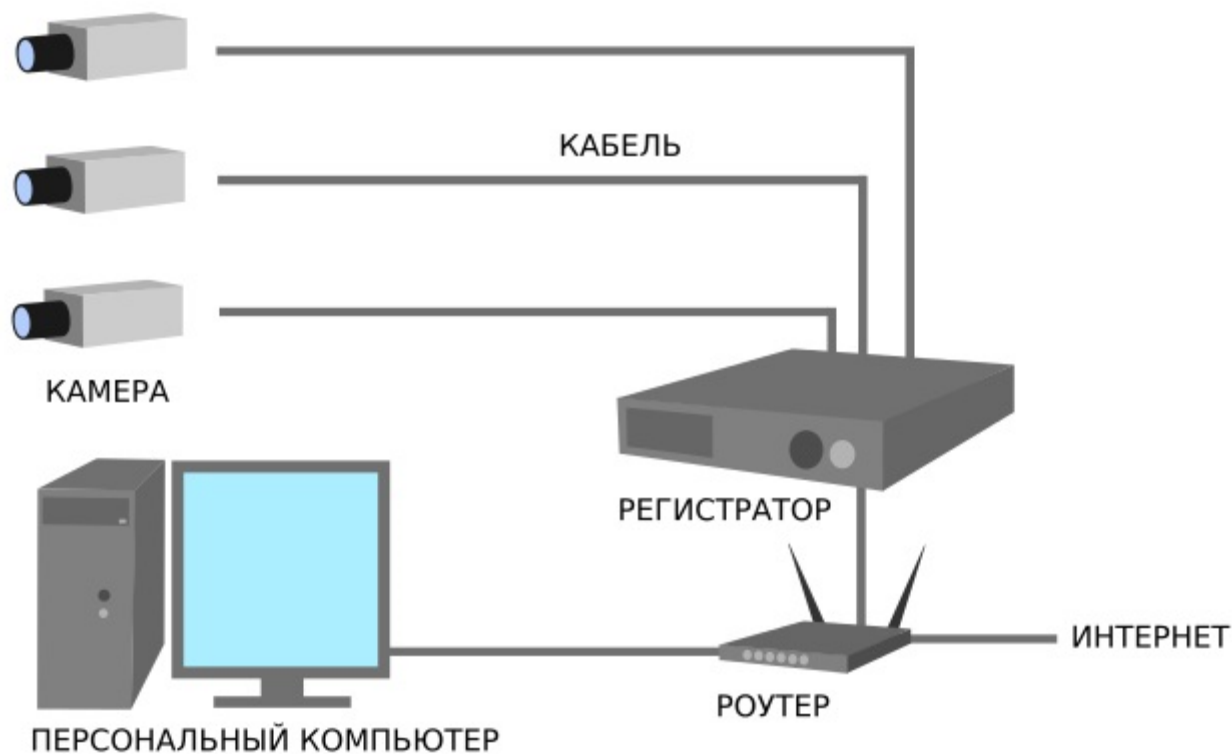 КАБЕЛЬ
КАМЕРА
РЕГИСТРАТОР
ИНТЕРНЕТ
РОУТЕР
ПЕРСОНАЛЬНЫЙ КОМПЬЮТЕР